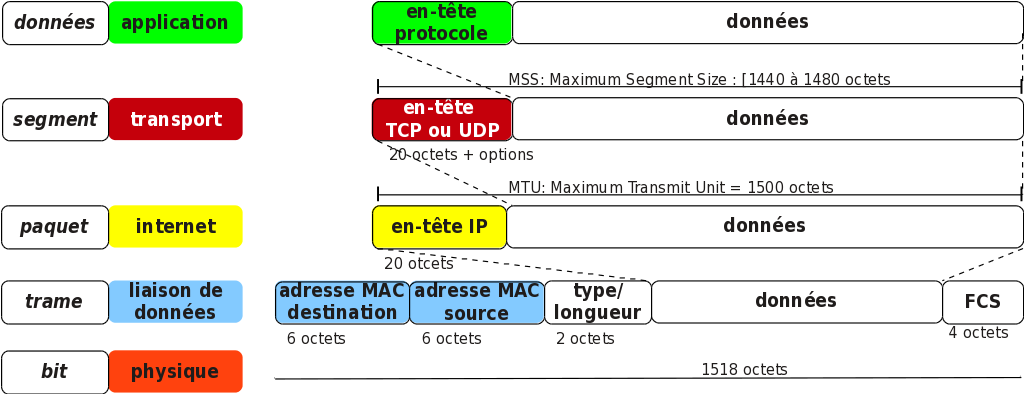 données
application
en-tête
protocole
données
MSS: Maximum Segment Size : [1440 à 1480 octets
segment
transport
en-tête
TCP ou UDP
données
20 octets + options
MTU: Maximum Transmit Unit = 1500 octets
paquet
internet
en-tête IP
données
20 otcets
trame
liaison de
données
adresse MAC
destination
adresse MAC
source
type/
longueur
données
FCS
6 octets
6 octets
2 octets
4 octets
bit
physique
1518 octets